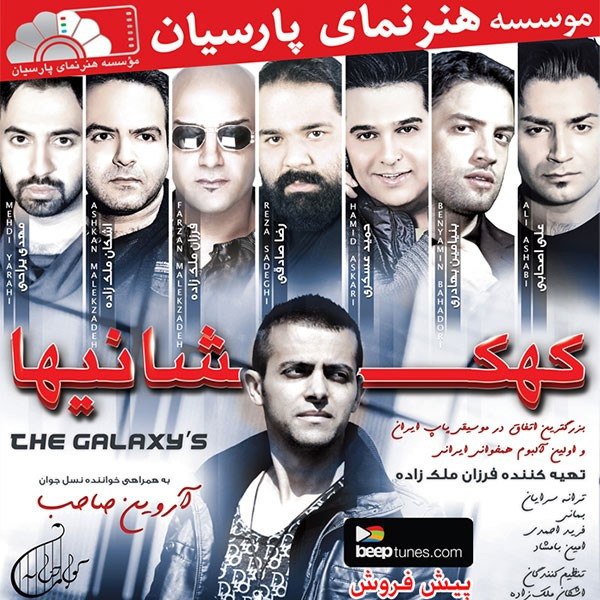 موسسه هنرنمای پارسیان
موسسه هنرنمای پارسیان
MEHDI YARAHI
مهدی یراحی
ASHKAN MALEKZADEH
اشکان ملک زاده
FARZAN MALEKZADEH
فرزان ملک زاده
REZA SADEGHI
رضا صادقی
HAMID ASKARI
حمید عسکری
BENYAMIN BAHADORI
بنیامین بهادری
ALI ASHABI
علی اصحابی
کهکشانیها
THE GALAXY'S
به همراهی خواننده نسل جوان
آروین صاحب
بزرگترین اتفاق در موسیقی پاپ ایران
و اولین آلبوم همخوانی ایرانی
تهیه کننده فرزان ملک زاده
ترانه سرایان
یمانی
فرید احمدی
امین بامشاد
تنظیم کنندگان
اشکان ملک زاده
beeptunes.com
پیش فروش
DIOR